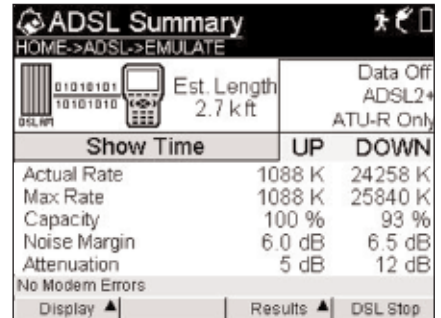 ADSL Summary
HOME->ADSL->EMULATE
01010101
10101010
DSLAM
Est. Length
2.7 kft
Data Off
ADSL2+
ATU-R Only
Show Time UP DOWN
Actual Rate 1088 K 24258 K
Max Rate 1088 K 25840 K
Capacity 100 % 93 %
Noise Margin 6.0 dB 6.5 dB
Attenuation 5 dB 12 dB
No Modem Errors
Display ▲ Results ▲ DSL Stop